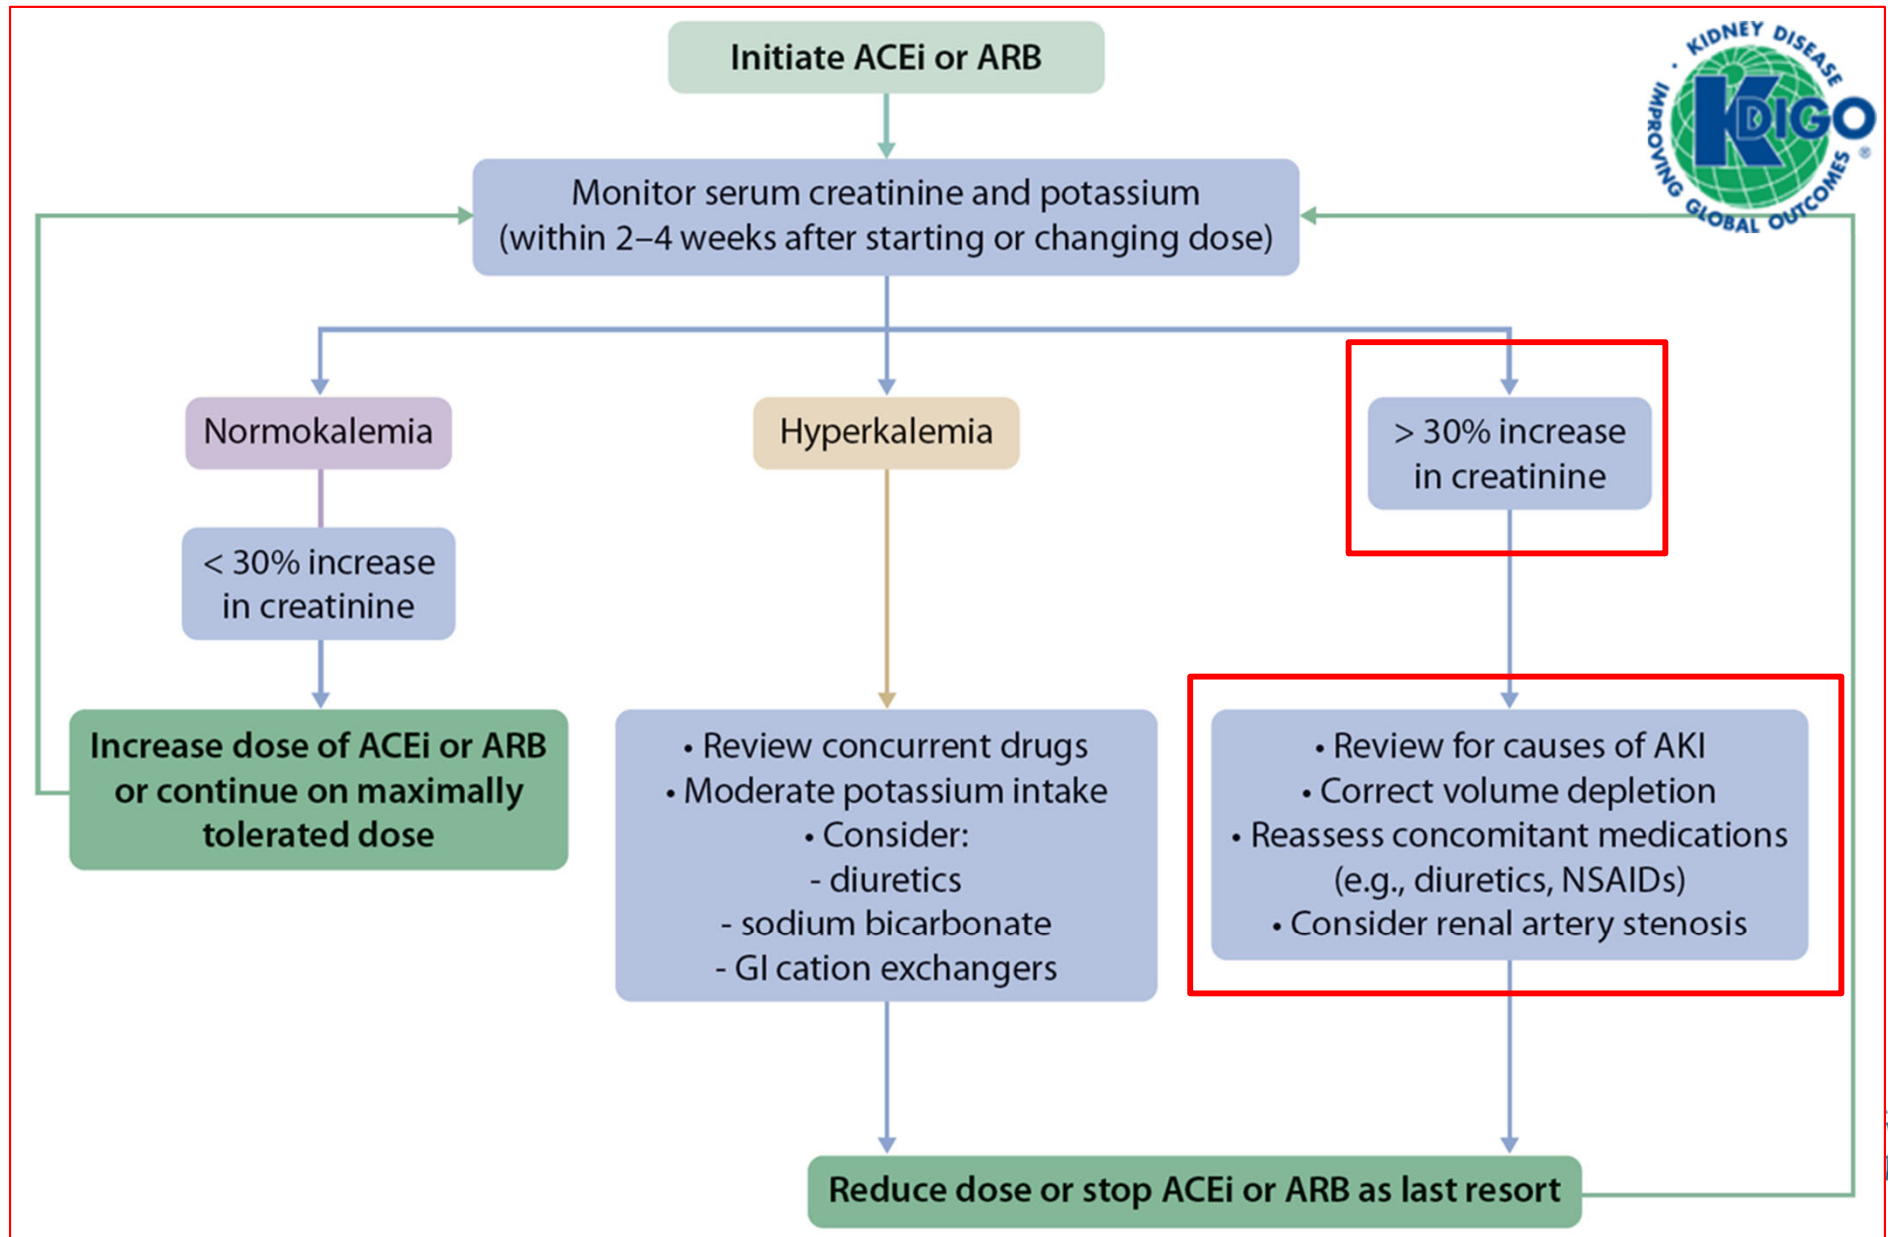 Initiate ACEi or ARB
KIDNEY DISEASE
IMPROVING GLOBAL OUTCOMES
KDIGO
®
Monitor serum creatinine and potassium
(within 2–4 weeks after starting or changing dose)
Normokalemia
< 30% increase
in creatinine
Increase dose of ACEi or ARB
or continue on maximally
tolerated dose
Hyperkalemia
• Review concurrent drugs
• Moderate potassium intake
• Consider:
- diuretics
- sodium bicarbonate
- GI cation exchangers
> 30% increase
in creatinine
• Review for causes of AKI
• Correct volume depletion
• Reassess concomitant medications
(e.g., diuretics, NSAIDs)
• Consider renal artery stenosis
Reduce dose or stop ACEi or ARB as last resort